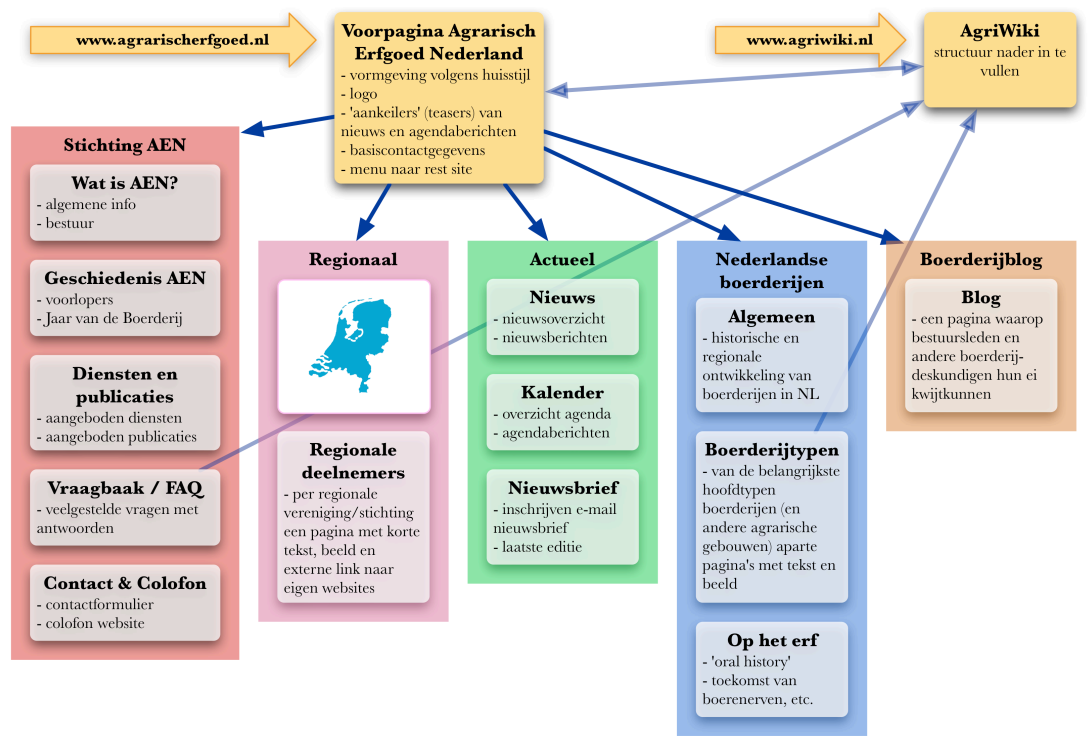 www.agrarischerfgoed.nl
Voorpagina Agrarisch
Erfgoed Nederland
- vormgeving volgens huisstijl
- logo
- 'aankeilers' (teasers) van
nieuws en agendaberichten
- basiscontactgegevens
- menu naar rest site
www.agriwiki.nl
AgriWiki
structuur nader in te
vullen
Stichting AEN
Wat is AEN?
- algemene info
- bestuur
Geschiedenis AEN
- voorlopers
- Jaar van de Boerderij
Diensten en
publicaties
- aangeboden diensten
- aangeboden publicaties
Vraagbaak / FAQ
- veelgestelde vragen met
antwoorden
Contact & Colofon
- contactformulier
- colofon website
Regionaal
Regionale
deelnemers
- per regionale
vereniging/stichting
een pagina met korte
tekst, beeld en
externe link naar
eigen websites
Actueel
Nieuws
- nieuwsoverzicht
- nieuwsberichten
Kalender
- overzicht agenda
- agendaberichten
Nieuwsbrief
- inschrijven e-mail
nieuwsbrief
- laatste editie
Nederlandse
boerderijen
Algemeen
- historische en
regionale
ontwikkeling van
boerderijen in NL
Boerderijtypen
- van de belangrijkste
hoofdtypen
boerderijen (en
andere agrarische
gebouwen) aparte
pagina's met tekst en
beeld
Op het erf
- 'oral history'
- toekomst van
boerenerven, etc.
Boerderijblog
Blog
- een pagina waarop
bestuursleden en
andere boerderij-
deskundigen hun ei
kwijtkunnen